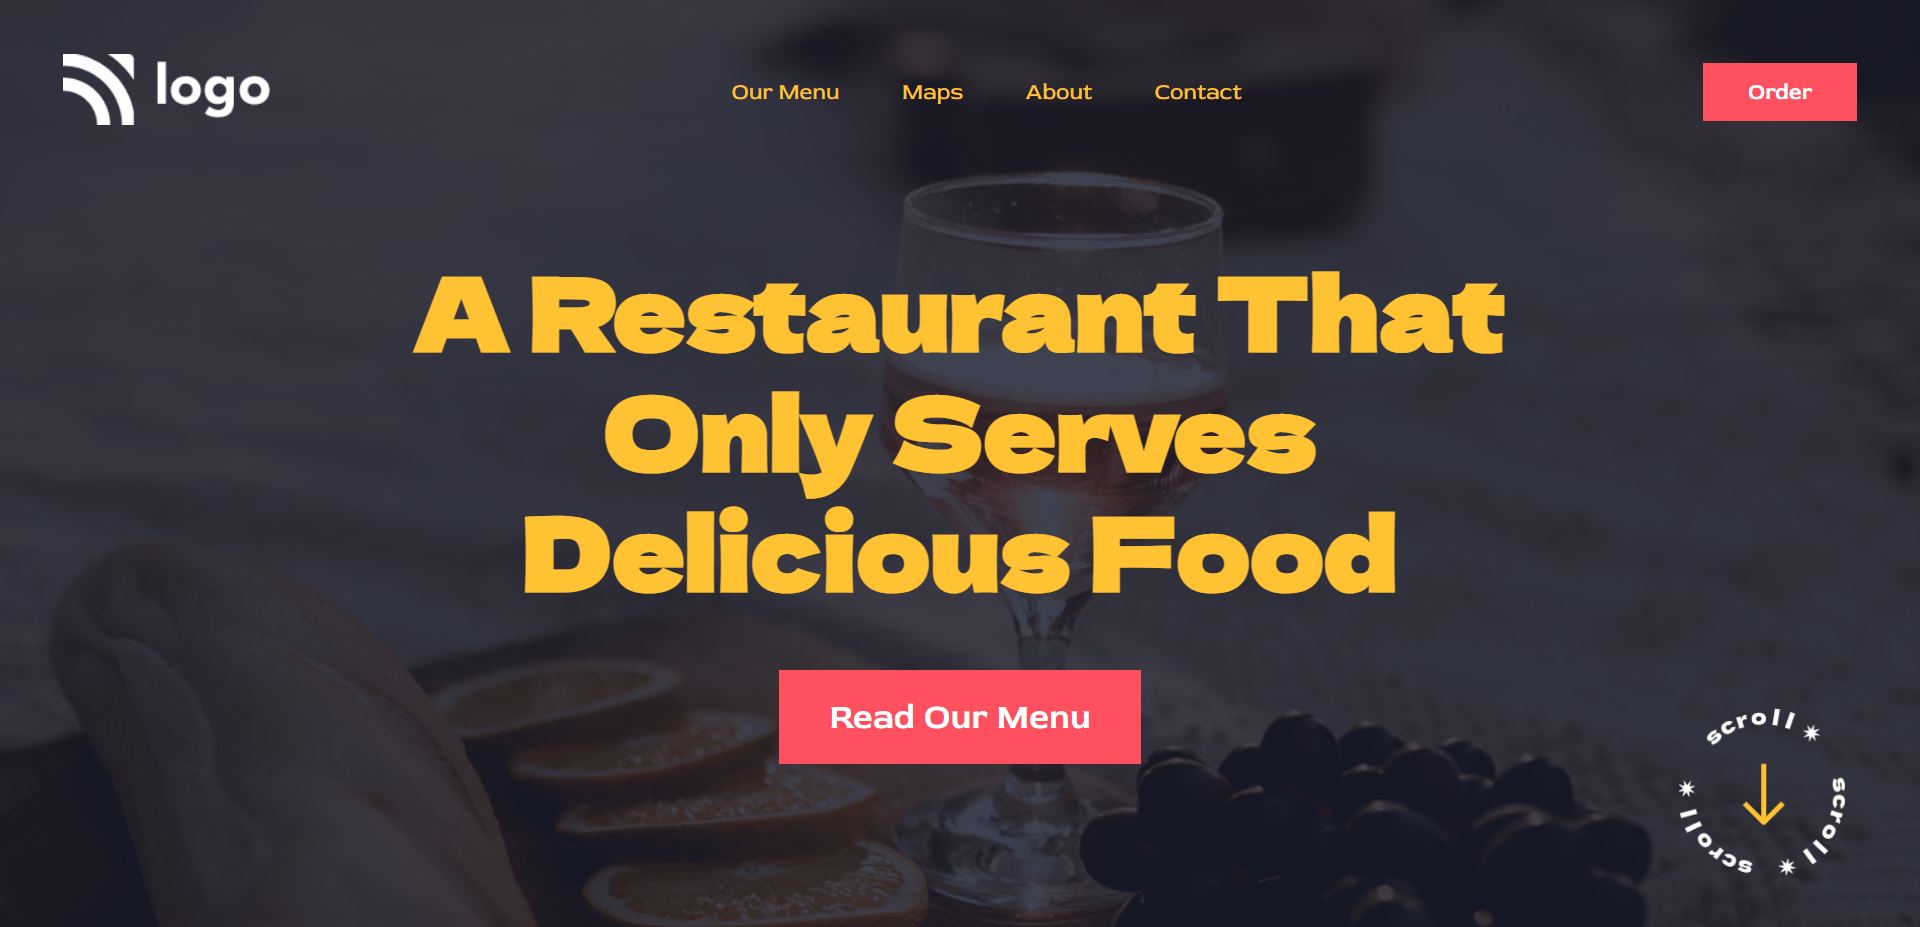 logo
Our Menu Maps About Contact
Order
A Restaurant That
Only Serves
Delicious Food
Read Our Menu
scroll * scroll * scroll *